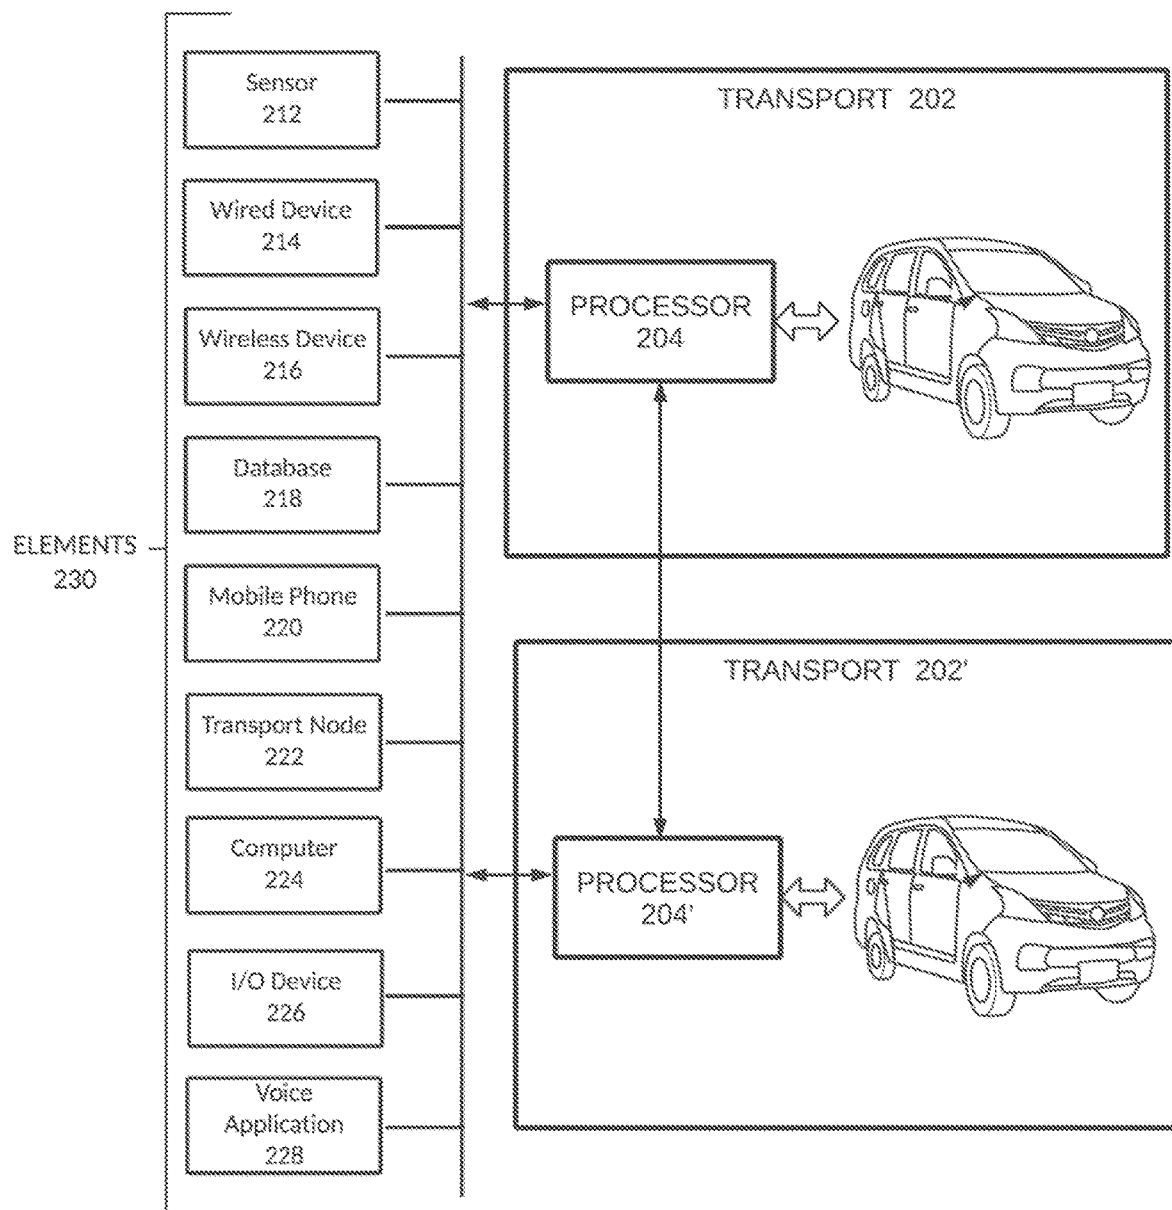 Sensor
212
Wired Device
214
Wireless Device
216
Database
218
ELEMENTS
230
Mobile Phone
220
Transport Node
222
Computer
224
I/O Device
226
Voice
Application
228
TRANSPORT 202
PROCESSOR
204
TRANSPORT 202'
PROCESSOR
204'